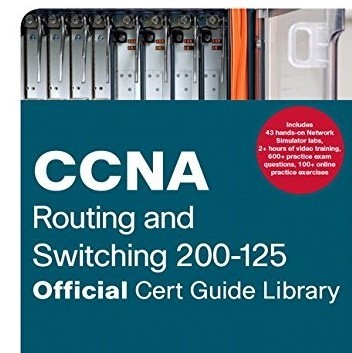 Includes
43 hands-on Network
Simulator labs,
2+ hours of video training,
600+ practice exam
questions, 100+ online
practice exercises
CCNA
Routing and
Switching 200-125
Official Cert Guide Library